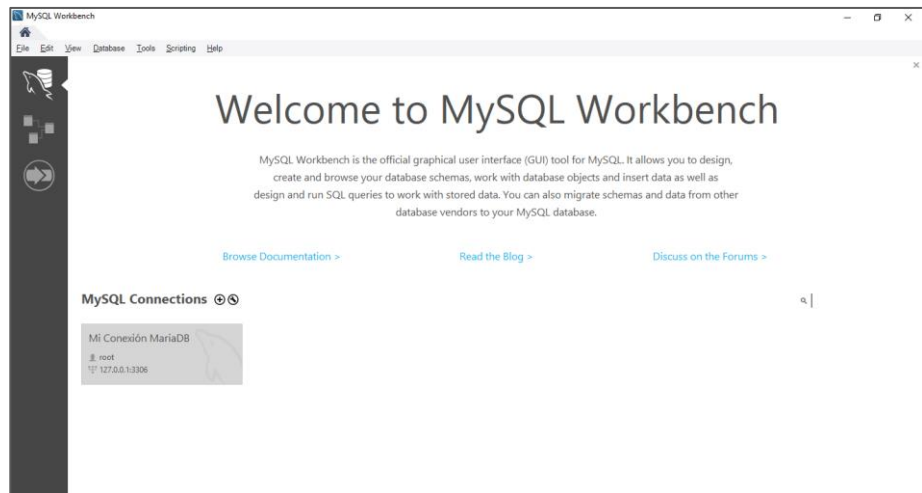 MySQL Workbench
File Edit View Database Tools Scripting Help
Welcome to MySQL Workbench
MySQL Workbench is the official graphical user interface (GUI) tool for MySQL. It allows you to design,
create and browse your database schemas, work with database objects and insert data as well as
design and run SQL queries to work with stored data. You can also migrate schemas and data from other
database vendors to your MySQL database.
Browse Documentation > Read the Blog > Discuss on the Forums >
MySQL Connections
Mi Conexión MariaDB
root
127.0.0.1:3306